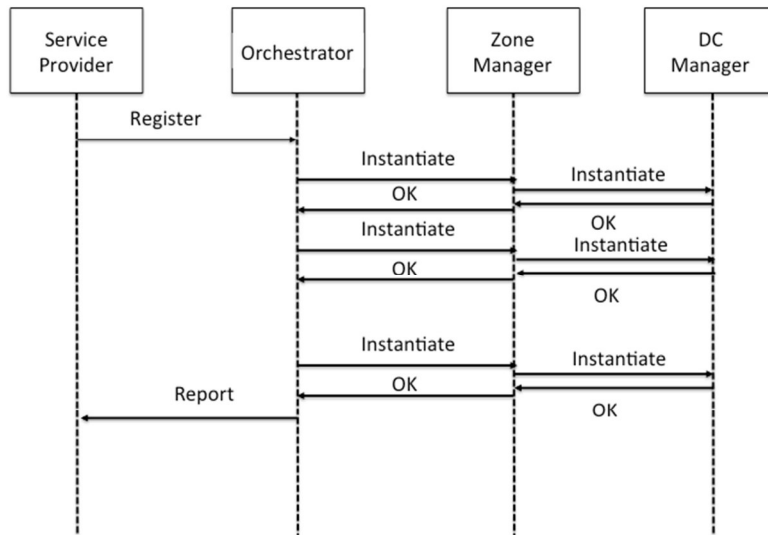 Service
Provider
Orchestrator
Zone
Manager
DC
Manager
Register
Instantiate
Instantiate
OK
OK
Instantiate
Instantiate
OK
OK
Instantiate
Instantiate
OK
Report
OK